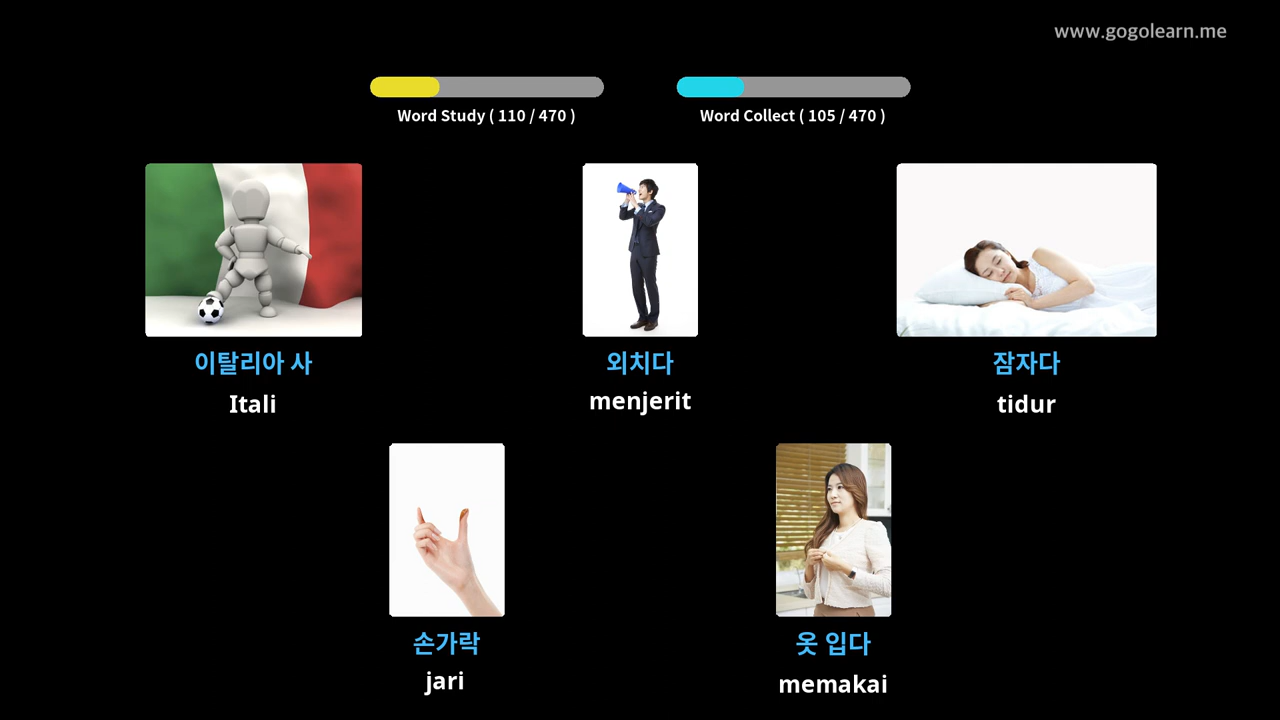 www.gogolearn.me
Word Study ( 110 / 470 )
Word Collect ( 105 / 470 )
이탈리아 사
Itali
외치다
menjerit
잠자다
tidur
손가락
jari
옷 입다
memakai